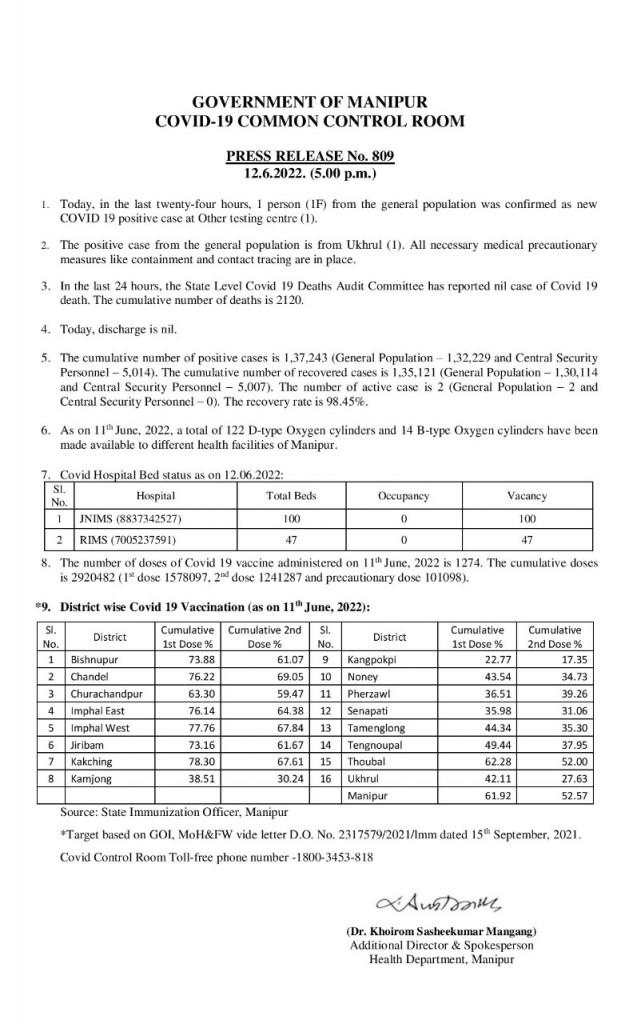 GOVERNMENT OF MANIPUR
COVID-19 COMMON CONTROL ROOM
PRESS RELEASE No. 809
12.6.2022. (5.00 p.m.)
1. Today, in the last twenty-four hours, 1 person (1F) from the general population was confirmed as new
COVID 19 positive case at Other testing centre (1).
2. The positive case from the general population is from Ukhrul (1). All necessary medical precautionary
measures like containment and contact tracing are in place.
3. In the last 24 hours, the State Level Covid 19 Deaths Audit Committee has reported nil case of Covid 19
death. The cumulative number of deaths is 2120.
4. Today, discharge is nil.
5. The cumulative number of positive cases is 1,37,243 (General Population – 1,32,229 and Central Security
Personnel – 5,014). The cumulative number of recovered cases is 1,35,121 (General Population – 1,30,114
and Central Security Personnel – 5,007). The number of active case is 2 (General Population – 2 and
Central Security Personnel – 0). The recovery rate is 98.45%.
6. As on 11th June, 2022, a total of 122 D-type Oxygen cylinders and 14 B-type Oxygen cylinders have been
made available to different health facilities of Manipur.
7. Covid Hospital Bed status as on 12.06.2022:
Sl. No. Hospital Total Beds Occupancy Vacancy
1 JNIMS (8837342527) 100 0 100
2 RIMS (7005237591) 47 0 47
8. The number of doses of Covid 19 vaccine administered on 11th June, 2022 is 1274. The cumulative doses
is 2920482 (1st dose 1578097, 2nd dose 1241287 and precautionary dose 101098).
*9. District wise Covid 19 Vaccination (as on 11th June, 2022):
Sl. No. District Cumulative 1st Dose % Cumulative 2nd Dose % Sl. No. District Cumulative 1st Dose % Cumulative 2nd Dose %
1 Bishnupur 73.88 61.07 9 Kangpokpi 22.77 17.35
2 Chandel 76.22 69.05 10 Noney 43.54 34.73
3 Churachandpur 63.30 59.47 11 Pherzawl 36.51 39.26
4 Imphal East 76.14 64.38 12 Senapati 35.98 31.06
5 Imphal West 77.76 67.84 13 Tamenglong 44.34 35.30
6 Jiribam 73.16 61.67 14 Tengnoupal 49.44 37.95
7 Kakching 78.30 67.61 15 Thoubal 62.28 52.00
8 Kamjong 38.51 30.24 16 Ukhrul 42.11 27.63
Manipur 61.92 52.57
Source: State Immunization Officer, Manipur
*Target based on GOI, MoH&FW vide letter D.O. No. 2317579/2021/Imm dated 15th September, 2021.
Covid Control Room Toll-free phone number -1800-3453-818
(Dr. Khoirom Sasheekumar Mangang)
Additional Director & Spokesperson
Health Department, Manipur